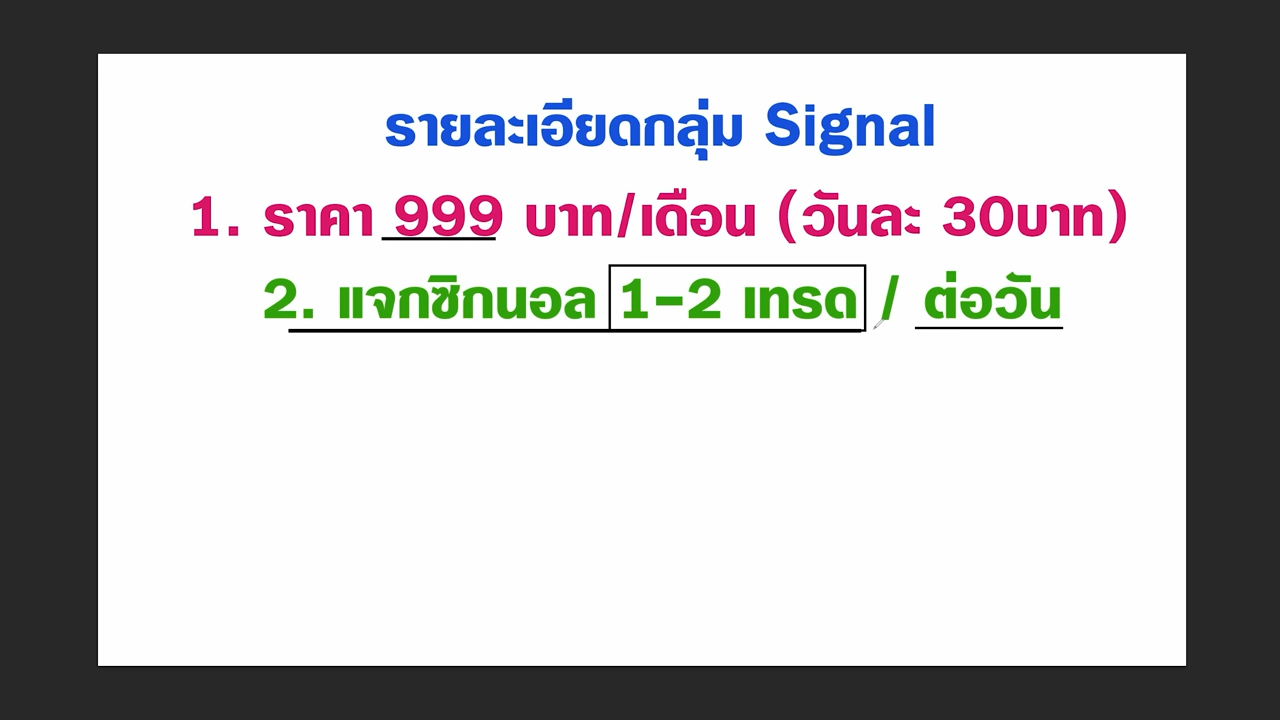 รายละเอียดกลุ่ม Signal
1. ราคา 999 บาท/เดือน (วันละ 30บาท)
2. แจกซิกนอล 1-2 เทรด / ต่อวัน